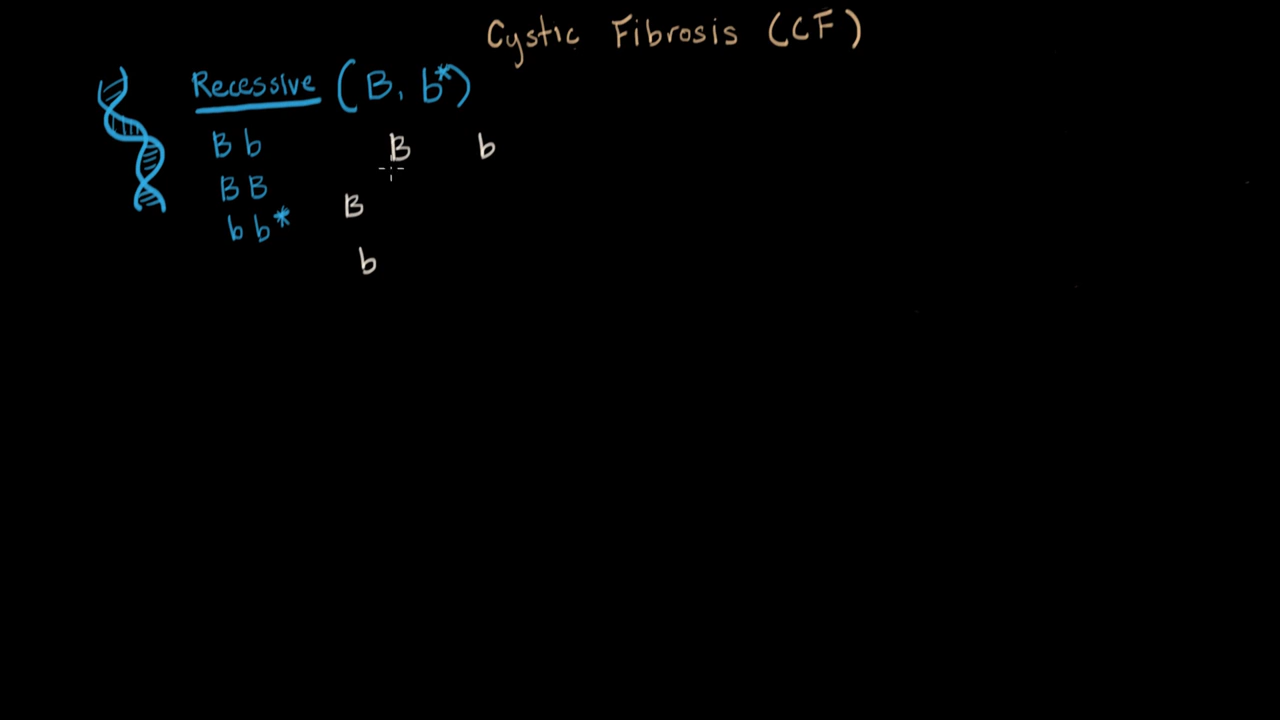 Cystic Fibrosis (CF)
Recessive (B, b*)
B b
B b
B B
B
b b*
b